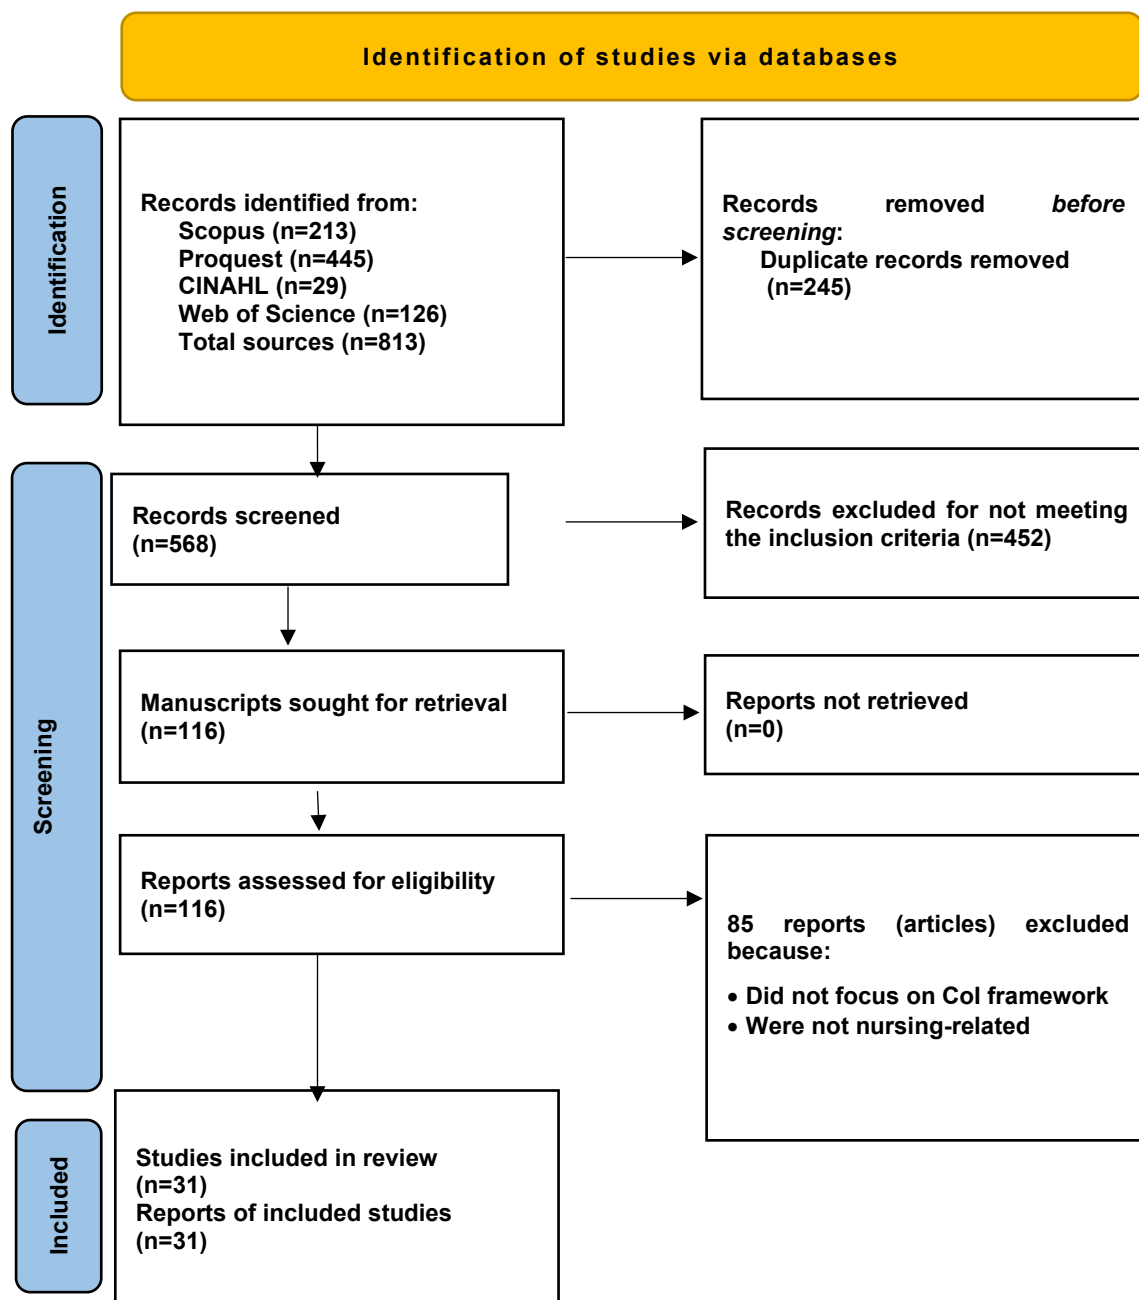 Identification of studies via databases
Identification
Records identified from:
Scopus (n=213)
Proquest (n=445)
CINAHL (n=29)
Web of Science (n=126)
Total sources (n=813)
Records removed before
screening:
Duplicate records removed
(n=245)
Screening
Records screened
(n=568)
Records excluded for not meeting
the inclusion criteria (n=452)
Manuscripts sought for retrieval
(n=116)
Reports not retrieved
(n=0)
Reports assessed for eligibility
(n=116)
85 reports (articles) excluded
because:
• Did not focus on CoI framework
• Were not nursing-related
Included
Studies included in review
(n=31)
Reports of included studies
(n=31)